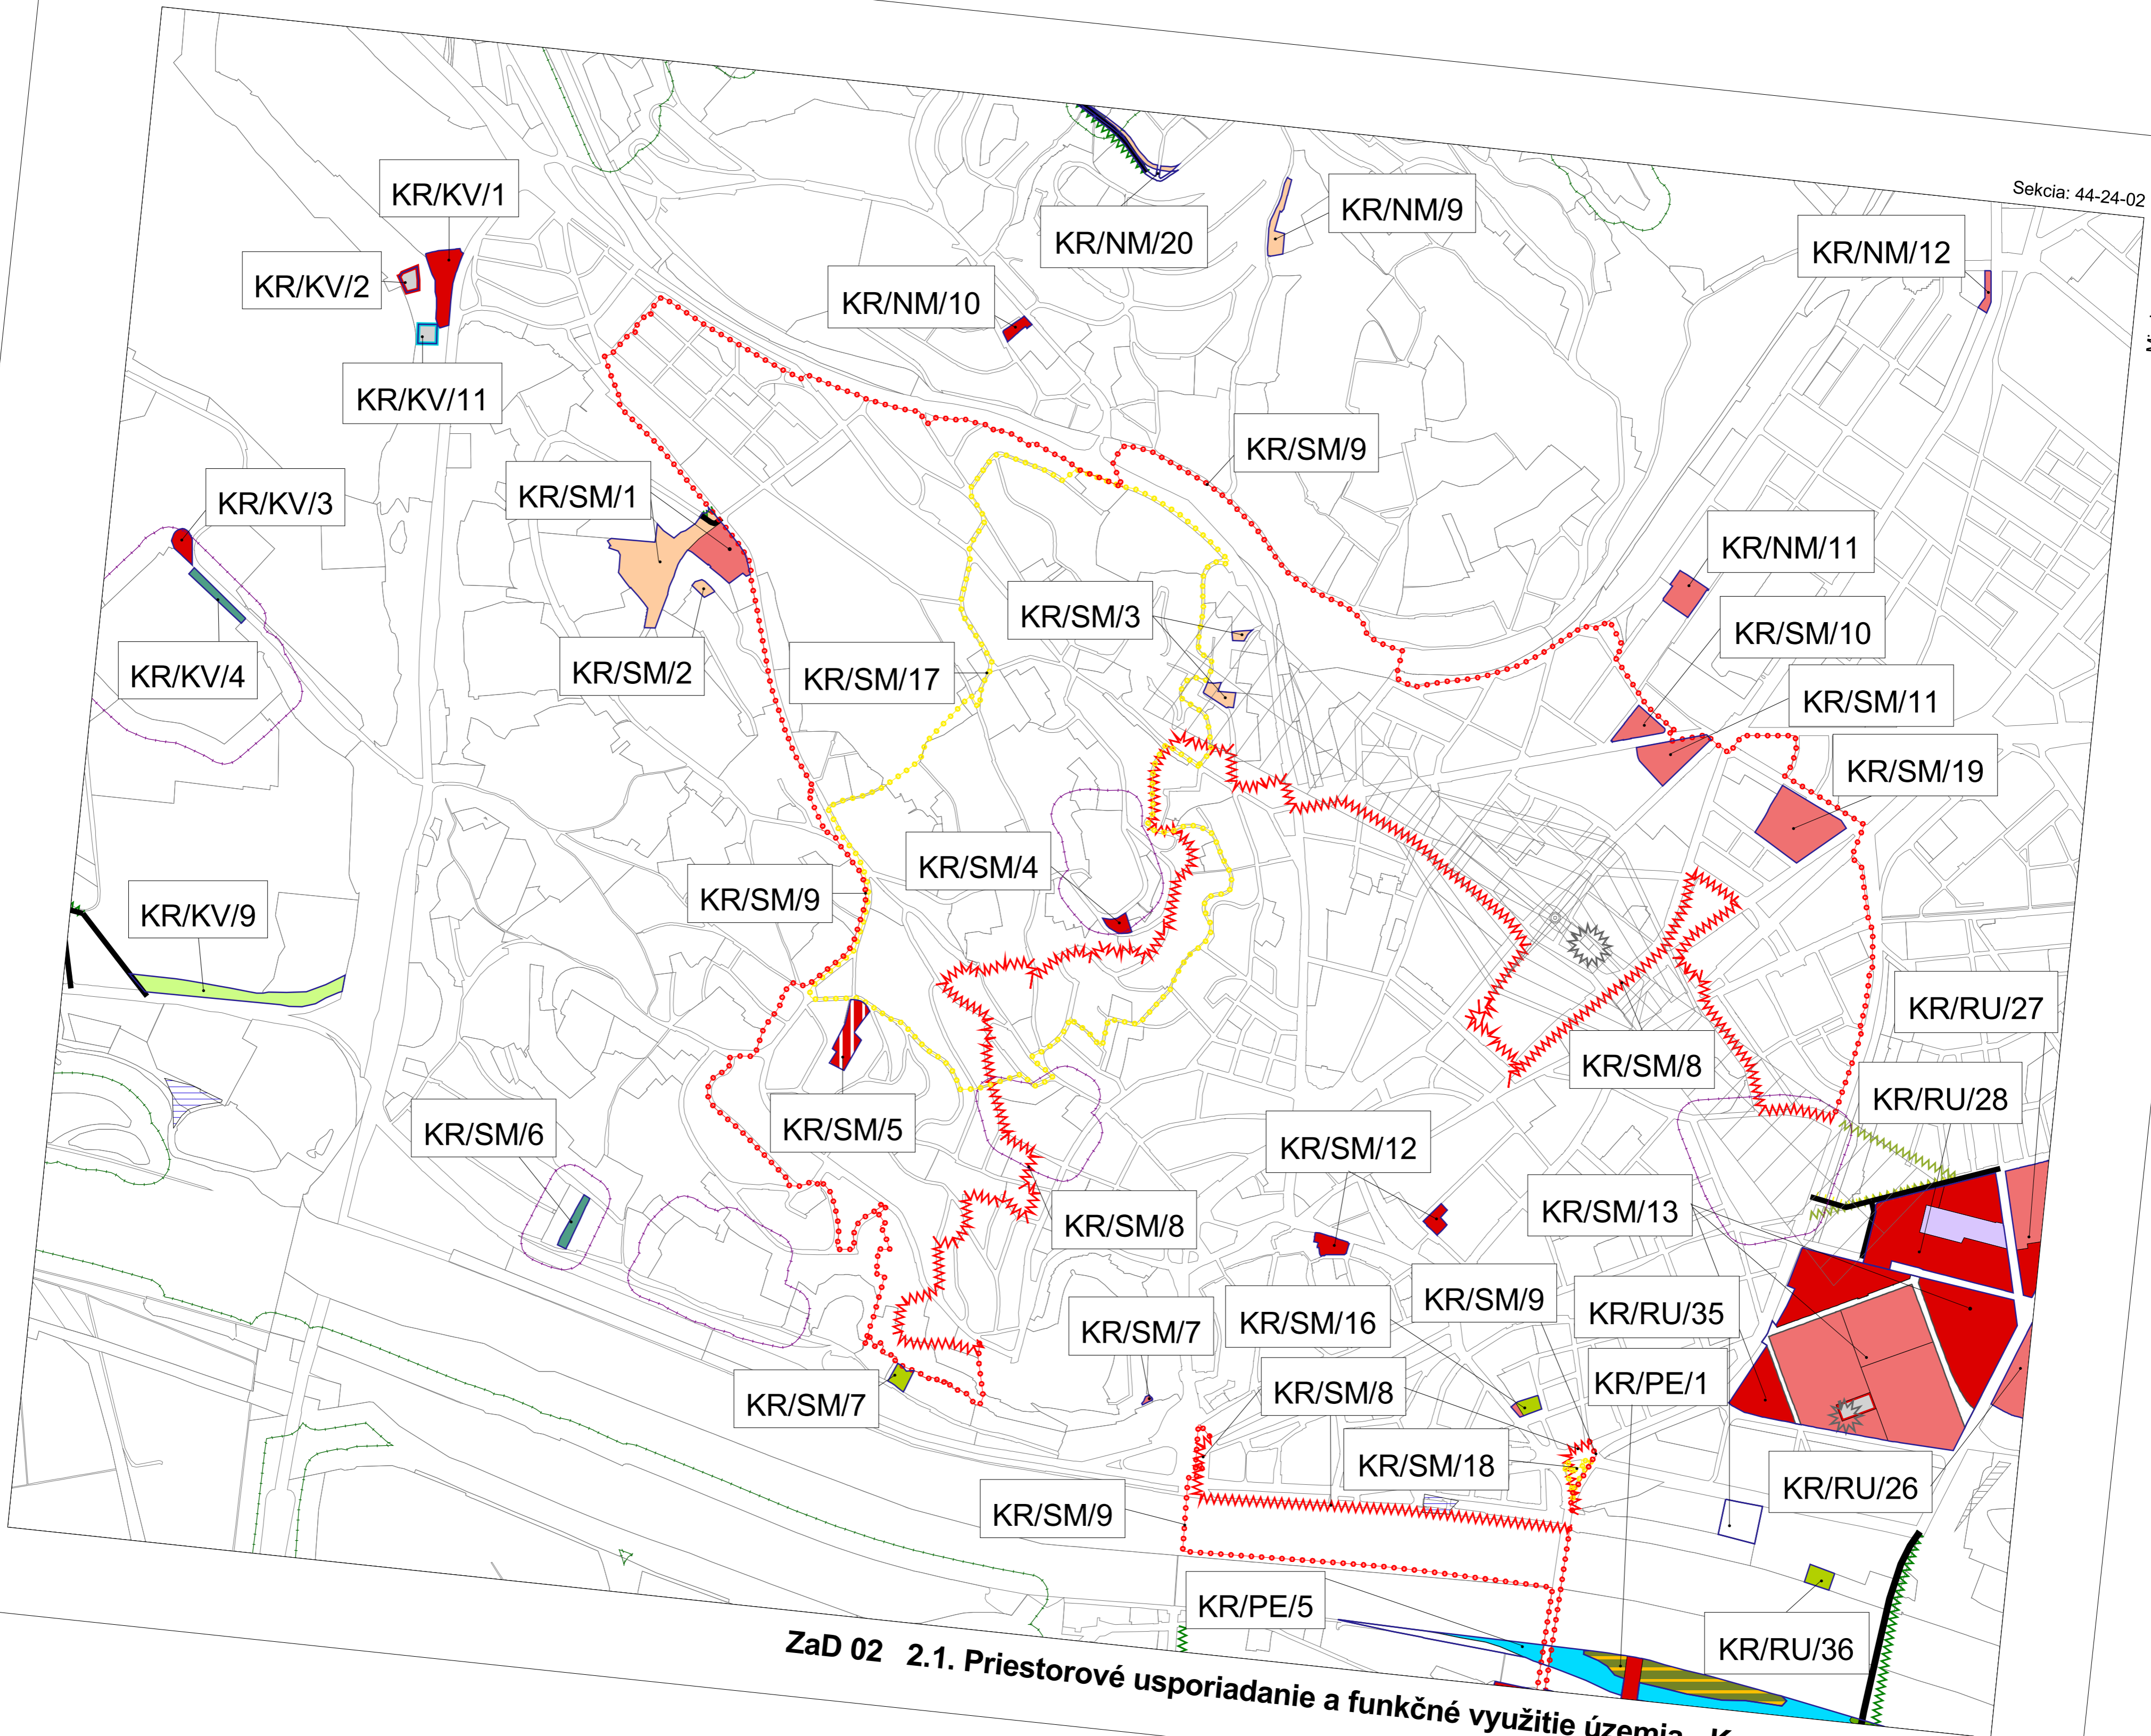 Sekcia: 44-24-02
KR/KV/1
KR/NM/9
KR/NM/20
KR/NM/12
KR/KV/2
KR/NM/10
KR/KV/11
KR/SM/9
KR/SM/1
KR/KV/3
KR/NM/11
KR/SM/3
KR/SM/10
KR/KV/4
KR/SM/2
KR/SM/17
KR/SM/11
KR/SM/19
KR/SM/4
KR/SM/9
KR/KV/9
KR/RU/27
KR/SM/8
KR/RU/28
KR/SM/6
KR/SM/5
KR/SM/12
KR/SM/13
KR/SM/8
KR/SM/9
KR/RU/35
KR/SM/16
KR/SM/7
KR/PE/1
KR/SM/8
KR/SM/7
KR/SM/18
KR/RU/26
KR/SM/9
KR/PE/5
KR/RU/36
ZaD 02 2.1. Priestorové usporiadanie a funkčné využitie územia - K